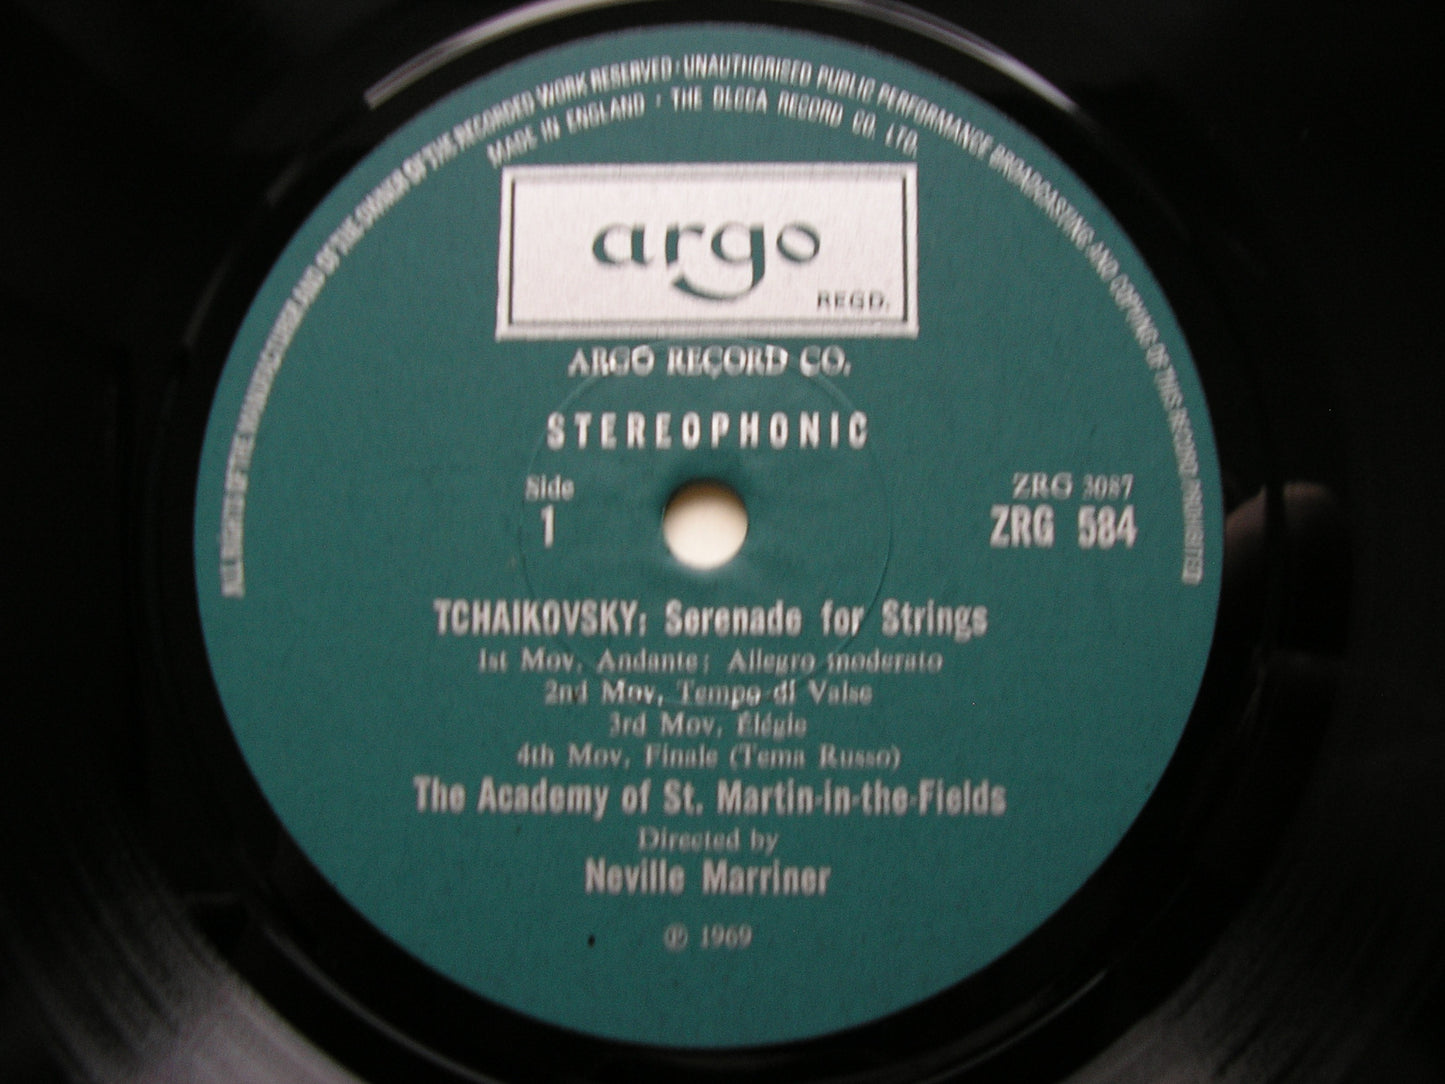 ALL RIGHTS OF THE MANUFACTURER AND OF THE OWNER OF THE RECORDED WORK RESERVED · UNAUTHORISED PUBLIC PERFORMANCE BROADCASTING AND COPYING OF THIS RECORD PROHIBITED
MADE IN ENGLAND · THE DECCA RECORD CO. LTD.
argo
REGD.
ARGO RECORD CO.
STEREOPHONIC
Side
1
ZRG 3087
ZRG 584
TCHAIKOVSKY: Serenade for Strings
1st Mov. Andante; Allegro moderato
2nd Mov. Tempo di Valse
3rd Mov. Élégie
4th Mov. Finale (Tema Russo)
The Academy of St. Martin-in-the-Fields
Directed by
Neville Marriner
℗ 1969